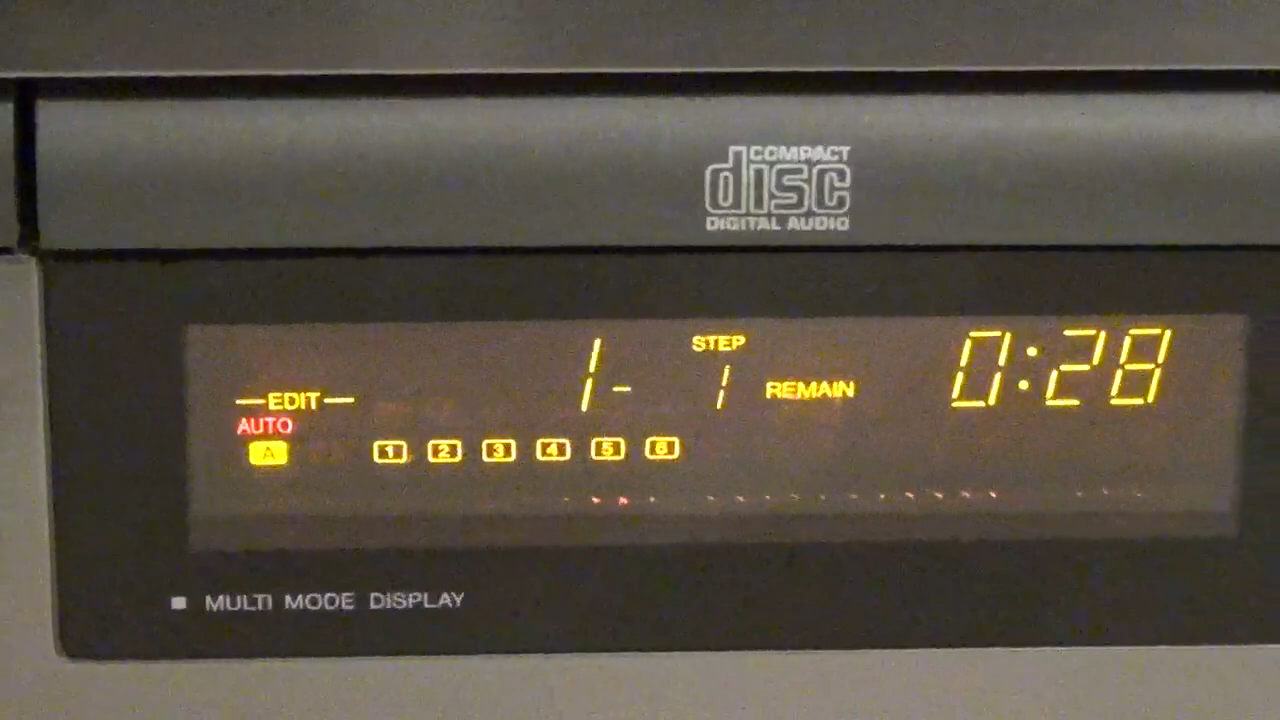 COMPACT
disc
DIGITAL AUDIO
STEP
1- 1 REMAIN 0:28
EDIT
AUTO
A 1 2 3 4 5 6
MULTI MODE DISPLAY